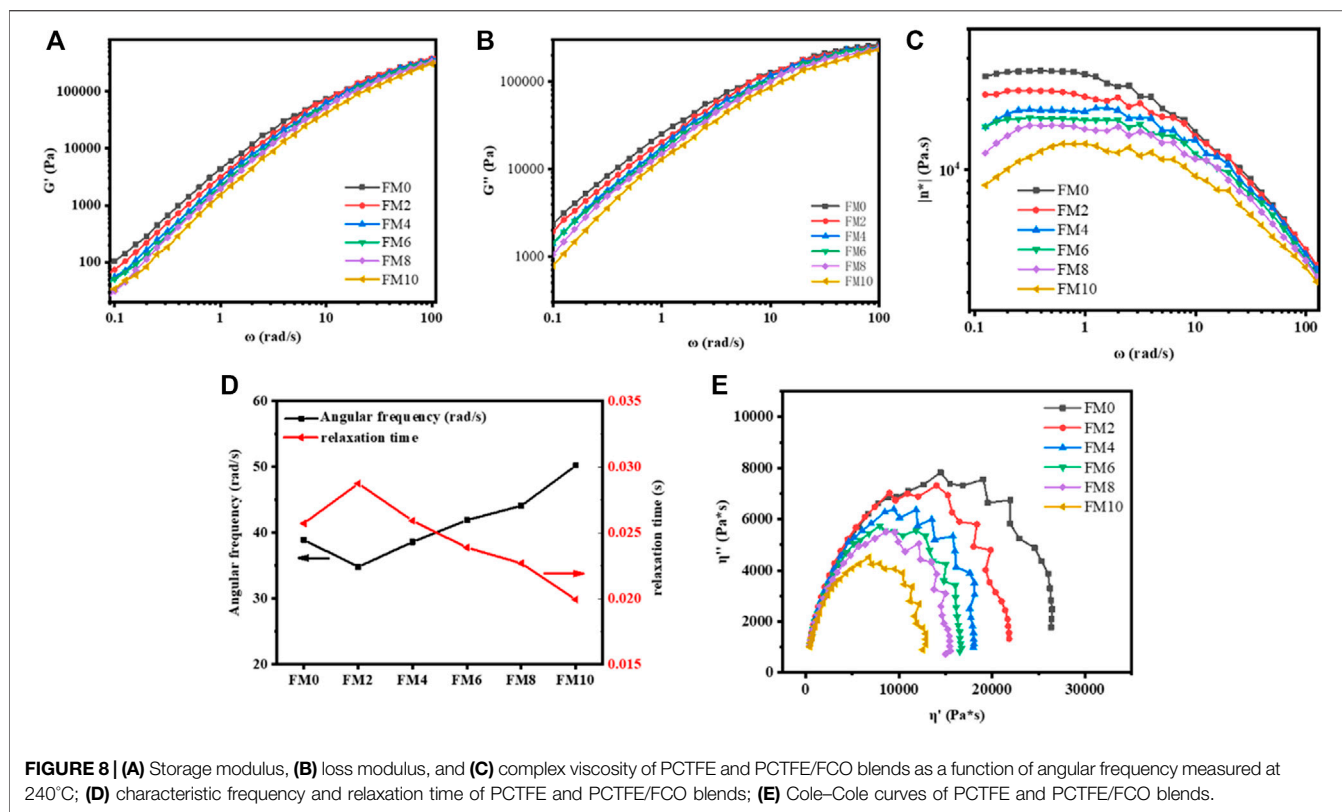 A
G' (Pa)
100000
10000
1000
100
0.1
1
10
100
ω (rad/s)
FM0
FM2
FM4
FM6
FM8
FM10
B
G'' (Pa)
100000
10000
1000
0.1
1
10
100
ω (rad/s)
FM0
FM2
FM4
FM6
FM8
FM10
C
|n*| (Pa.s)
10⁴
0.1
1
10
100
ω (rad/s)
FM0
FM2
FM4
FM6
FM8
FM10
D
Angular frequency (rad/s)
60
50
40
30
20
Angular frequency (rad/s)
relaxation time
0.035
0.030
0.025
0.020
0.015
relaxation time (s)
FM0 FM2 FM4 FM6 FM8 FM10
E
η'' (Pa*s)
10000
8000
6000
4000
2000
0
0 10000 20000 30000
η' (Pa*s)
FM0
FM2
FM4
FM6
FM8
FM10
FIGURE 8 | (A) Storage modulus, (B) loss modulus, and (C) complex viscosity of PCTFE and PCTFE/FCO blends as a function of angular frequency measured at
240°C; (D) characteristic frequency and relaxation time of PCTFE and PCTFE/FCO blends; (E) Cole–Cole curves of PCTFE and PCTFE/FCO blends.